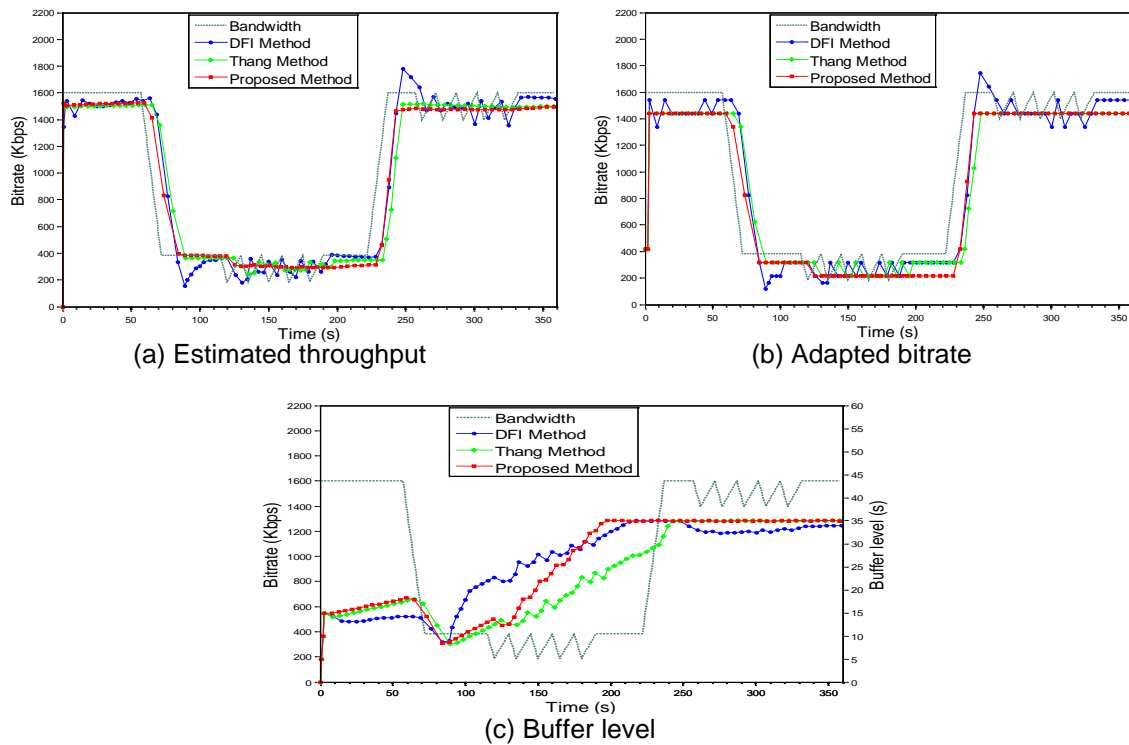 2200
2000
1800
1600
1400
1200
1000
800
600
400
200
0
Bitrate (Kbps)
Bandwidth
DFI Method
Thang Method
Proposed Method
0 50 100 150 200 250 300 350
Time (s)
(a) Estimated throughput
2200
2000
1800
1600
1400
1200
1000
800
600
400
200
0
Bitrate (Kbps)
Bandwidth
DFI Method
Thang Method
Proposed Method
0 50 100 150 200 250 300 350
Time (s)
(b) Adapted bitrate
2200
2000
1800
1600
1400
1200
1000
800
600
400
200
0
Bitrate (Kbps)
Bandwidth
DFI Method
Thang Method
Proposed Method
60
55
50
45
40
35
30
25
20
15
10
5
0
Buffer level (s)
0 50 100 150 200 250 300 350
Time (s)
(c) Buffer level